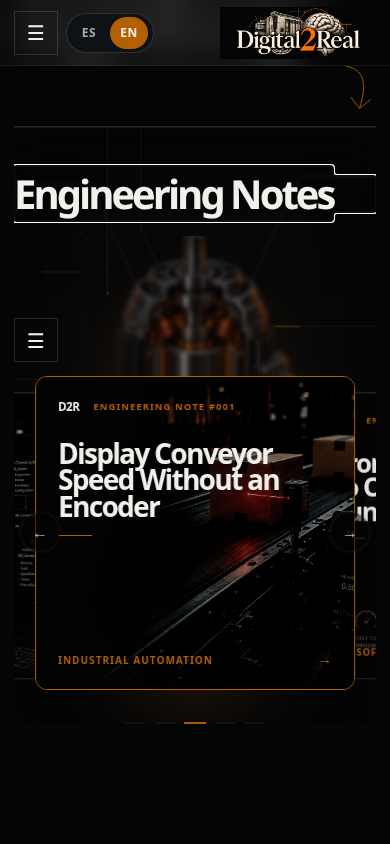 ☰
ES EN
Digital2Real
Engineering Notes
☰
D2R ENGINEERING NOTE #001
Display Conveyor
Speed Without an
Encoder
←
→
INDUSTRIAL AUTOMATION →